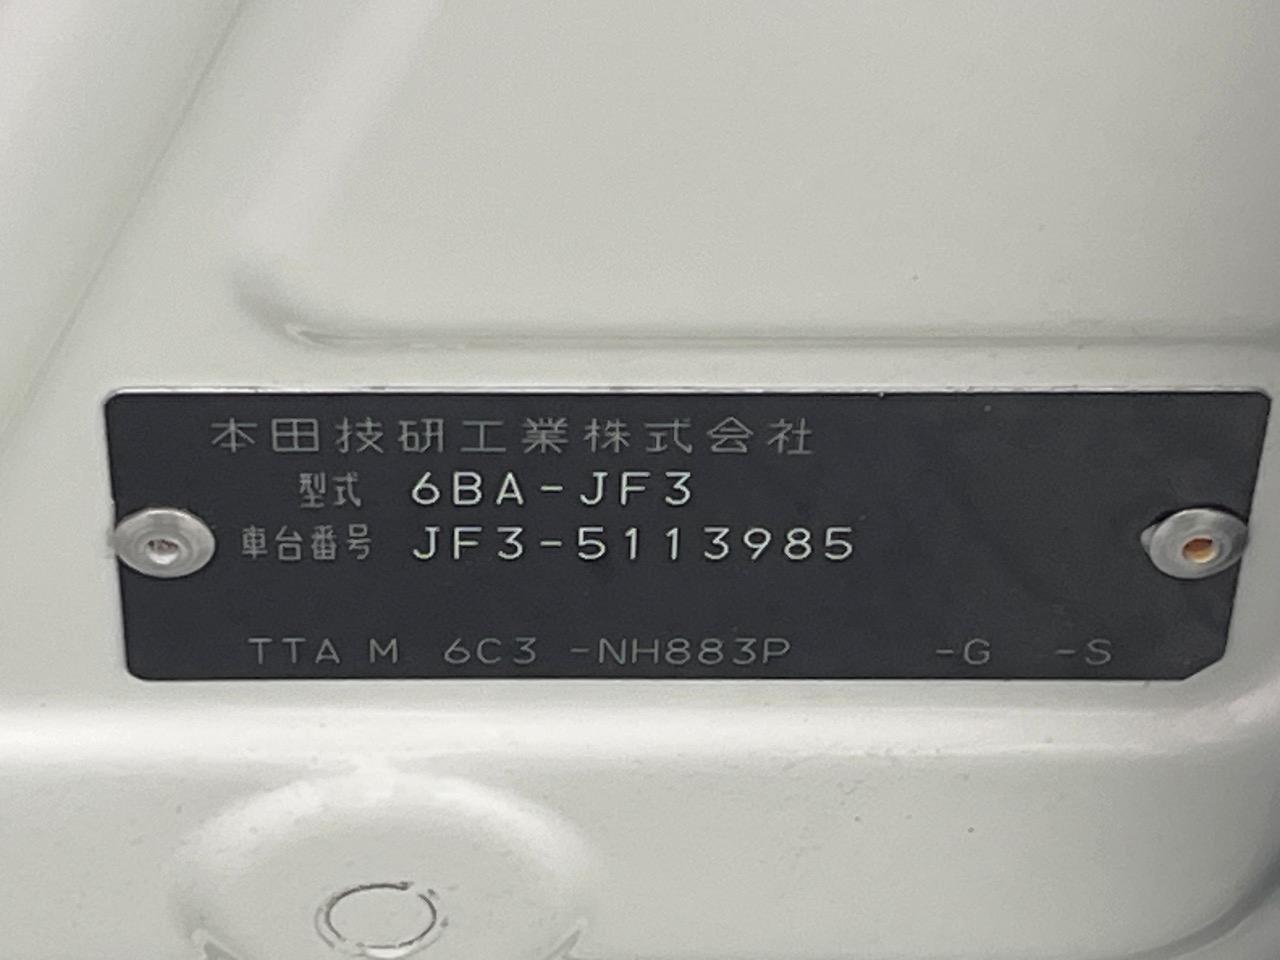 本田技研工業株式会社
型式 6BA-JF3
車台番号 JF3-5113985
TTA M 6C3 -NH883P -G -S